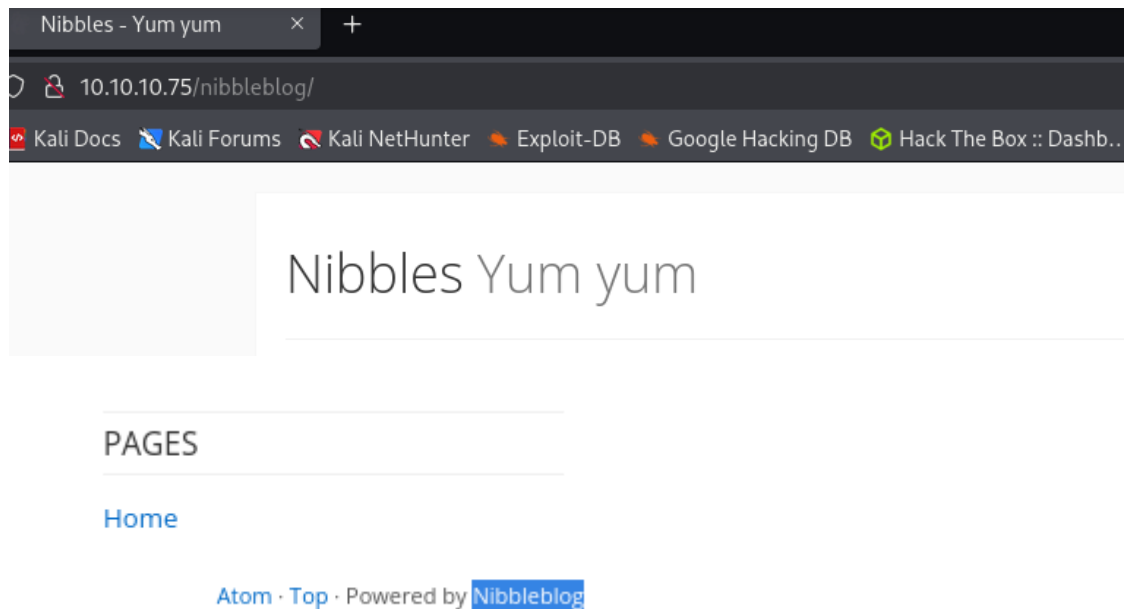 Nibbles - Yum yum × +
10.10.10.75/nibbleblog/
Kali Docs Kali Forums Kali NetHunter Exploit-DB Google Hacking DB Hack The Box :: Dashb…
Nibbles Yum yum
PAGES
Home
Atom · Top · Powered by Nibbleblog